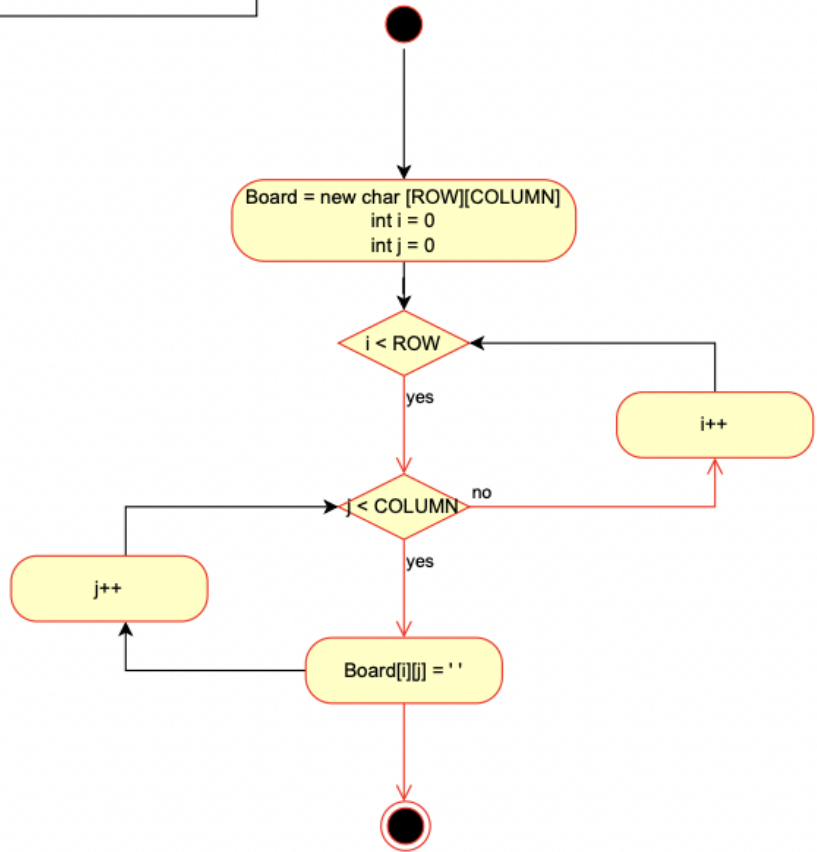 Board = new char [ROW][COLUMN]
int i = 0
int j = 0
i < ROW
yes
i++
j < COLUMN
no
yes
j++
Board[i][j] = ' '